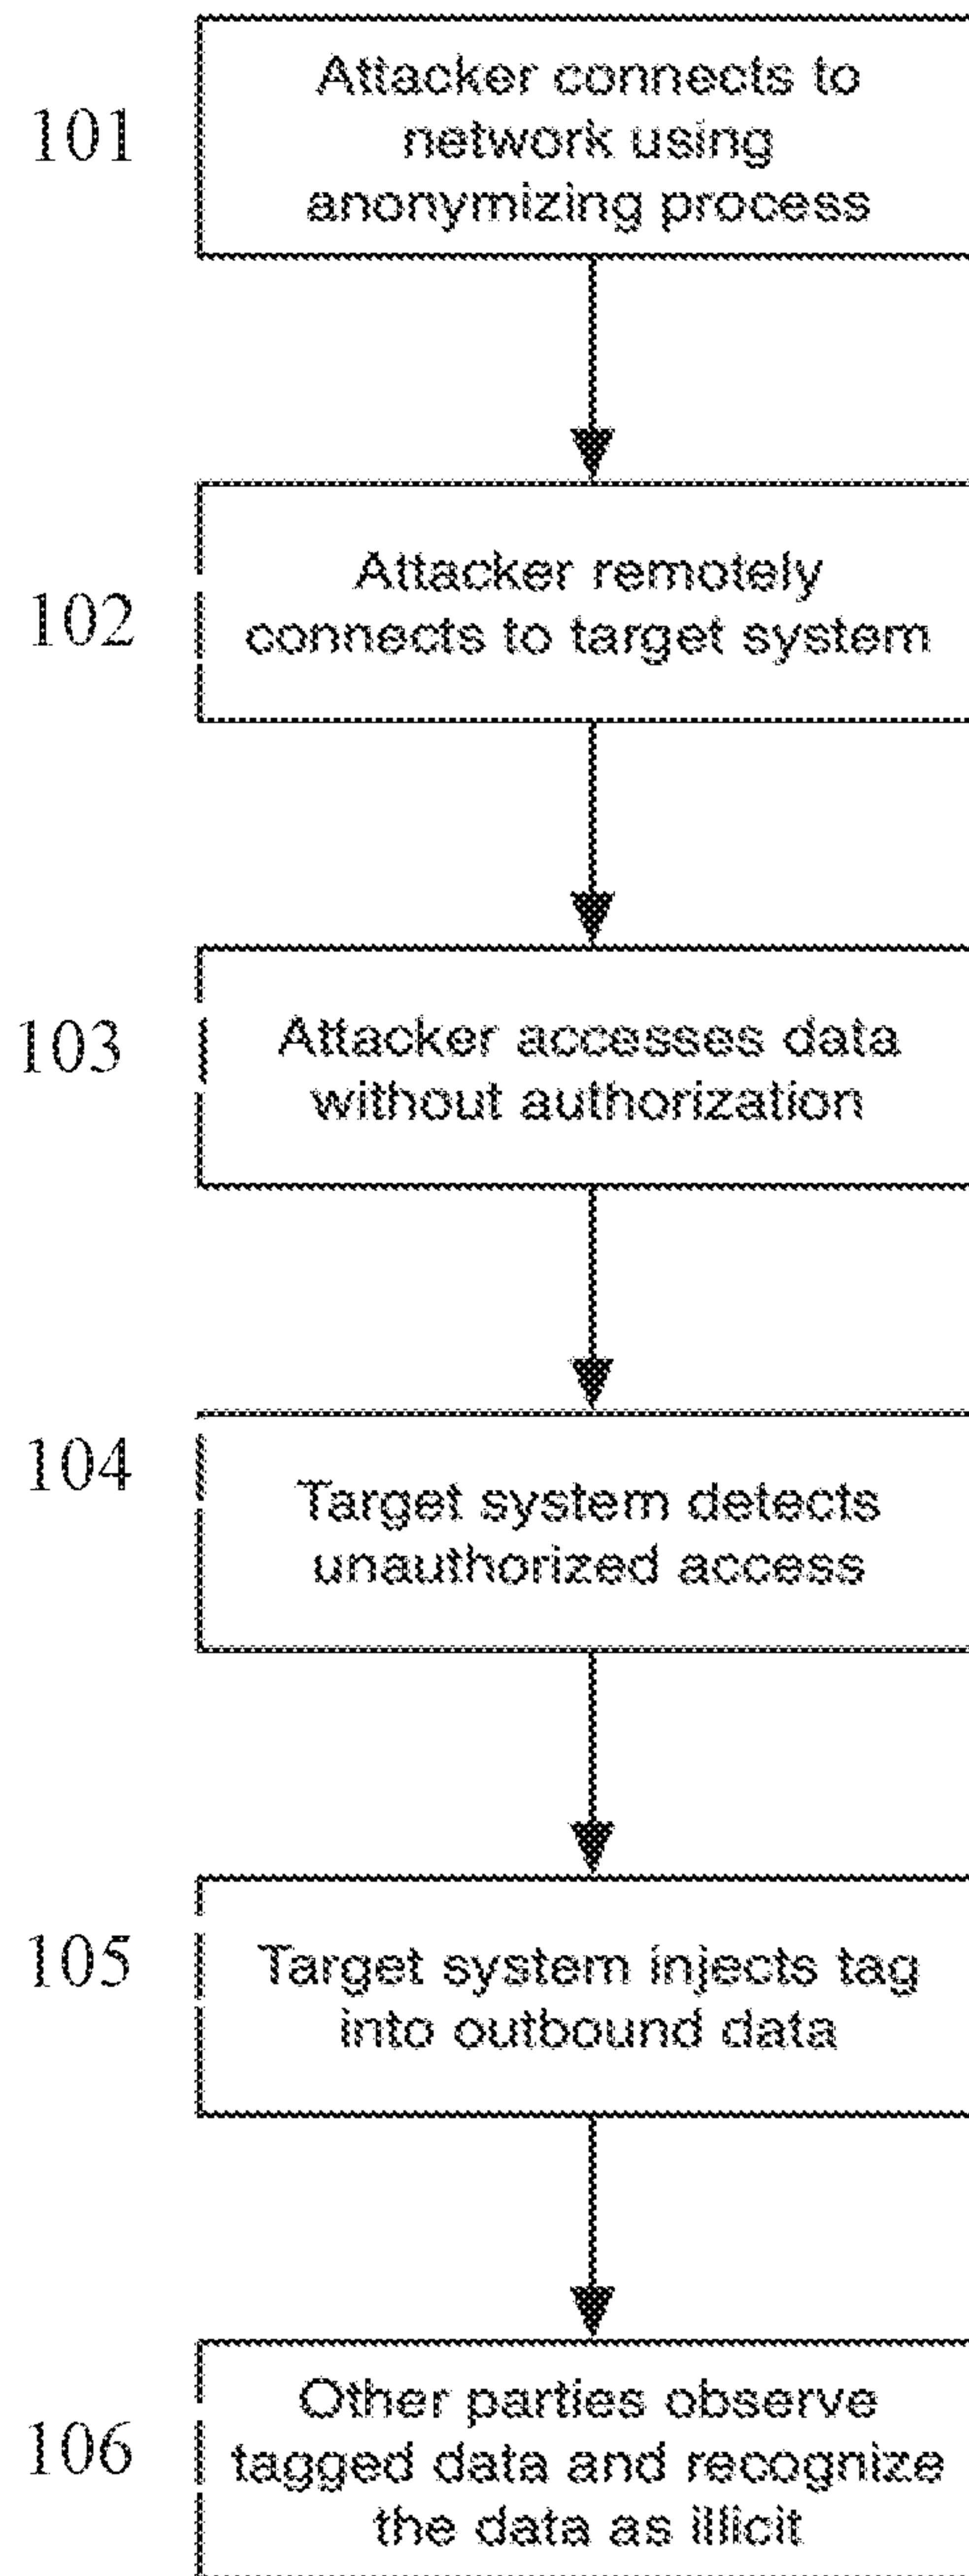 101
Attacker connects to
network using
anonymizing process
102
Attacker remotely
connects to target system
103
Attacker accesses data
without authorization
104
Target system detects
unauthorized access
105
Target system injects tag
into outbound data
106
Other parties observe
tagged data and recognize
the data as illicit